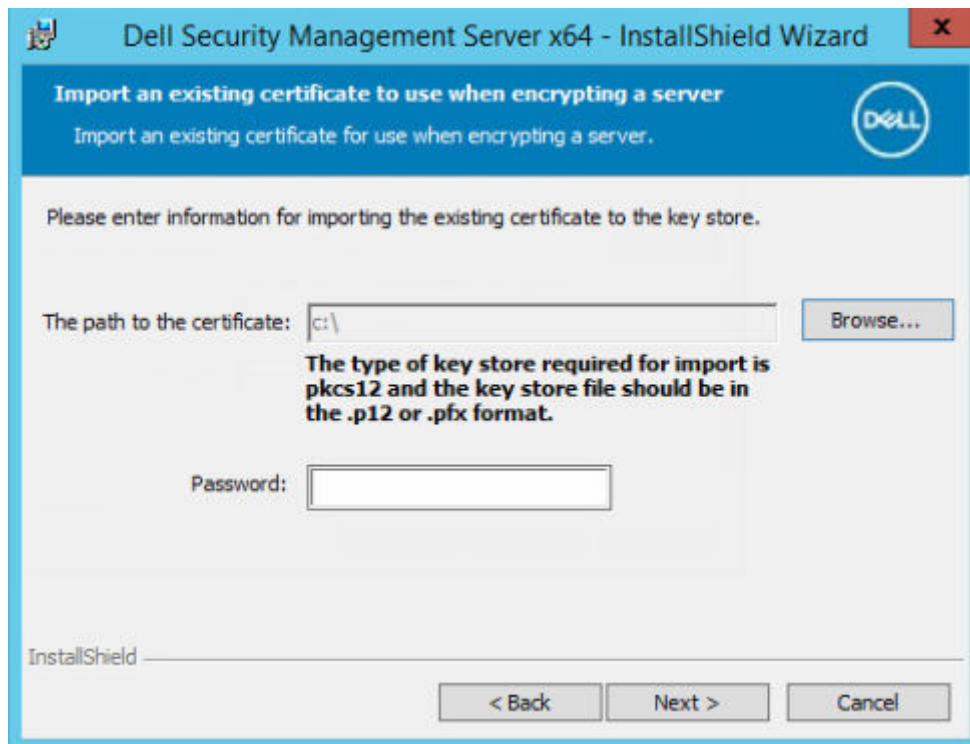 Dell Security Management Server x64 - InstallShield Wizard
x
Import an existing certificate to use when encrypting a server
Import an existing certificate for use when encrypting a server.
DELL
Please enter information for importing the existing certificate to the key store.
The path to the certificate: c:\ Browse...
The type of key store required for import is
pkcs12 and the key store file should be in
the .p12 or .pfx format.
Password:
InstallShield
< Back Next > Cancel